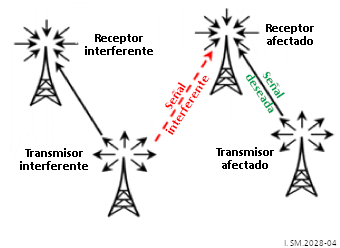 Receptor
interferente
Receptor
afectado
Señal
interferente
Señal
deseada
Transmisor
interferente
Transmisor
afectado
I.SM.2028-04